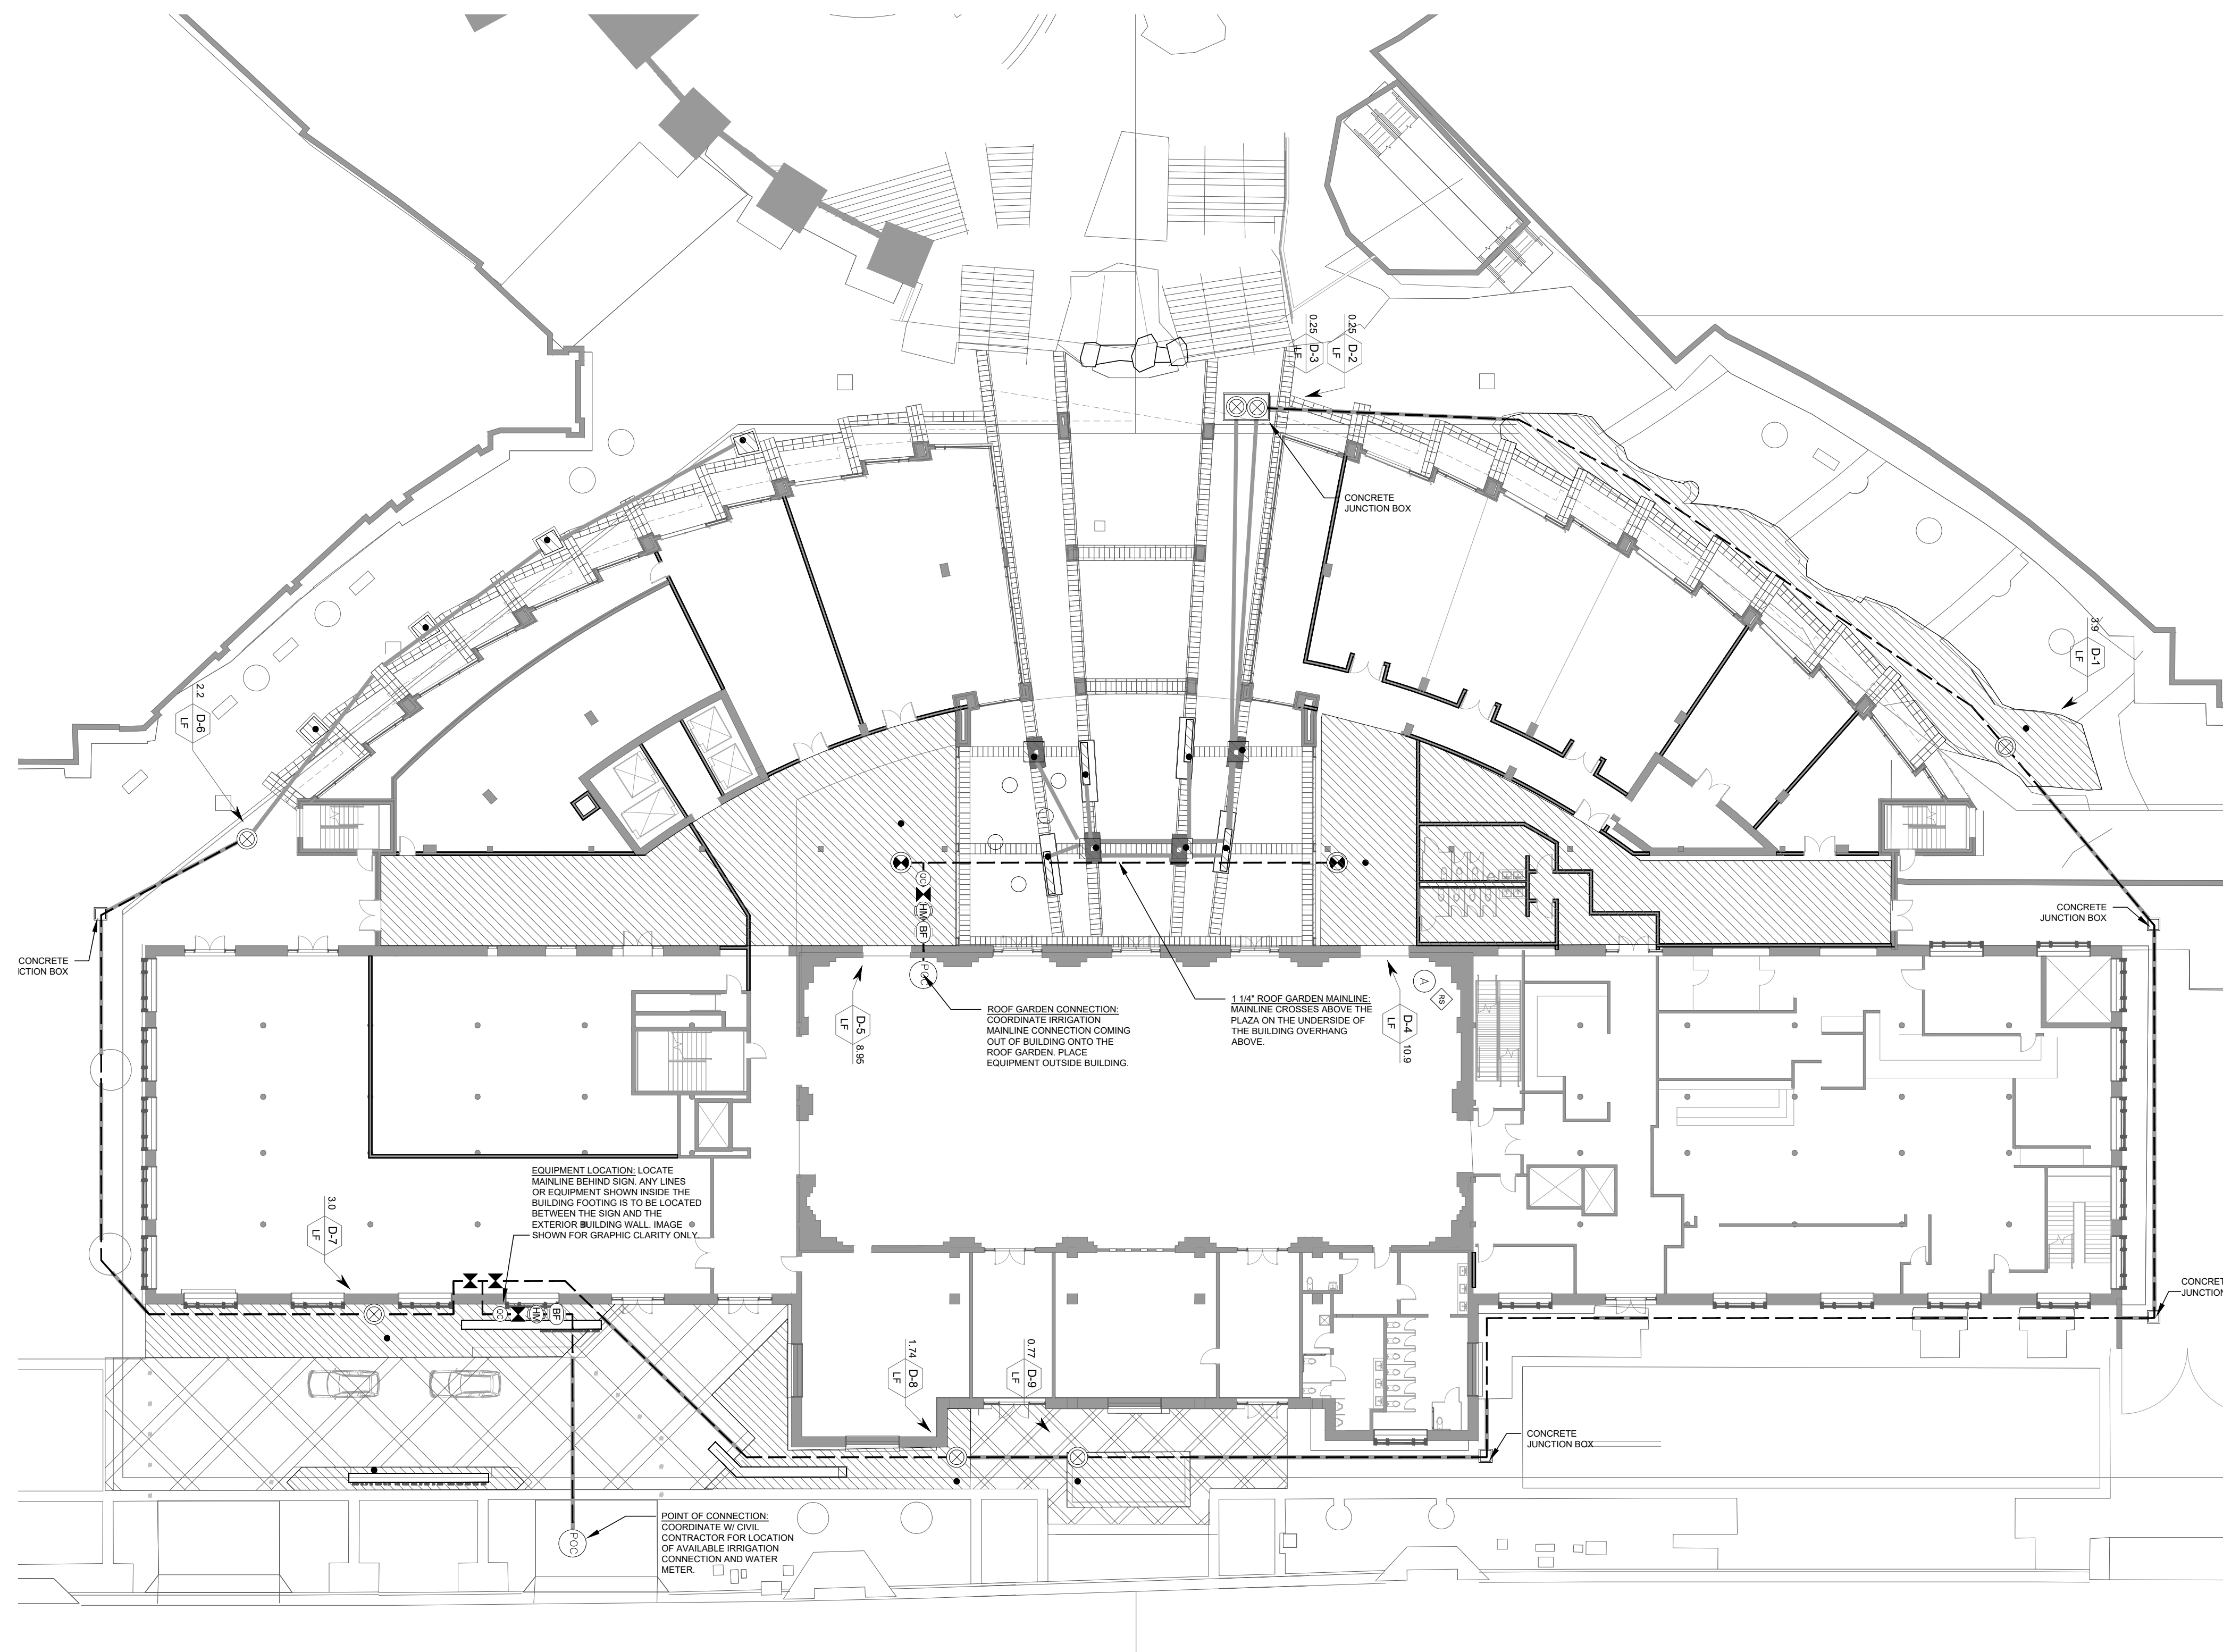 0.25
D-3
LF
0.25
D-2
LF
CONCRETE
JUNCTION BOX
3.9
D-1
LF
2.2
D-6
LF
QC
HM
BF
POC
CONCRETE
JUNCTION BOX
CONCRETE
CTION BOX
A
RS
D-5
LF
8.95
ROOF GARDEN CONNECTION:
COORDINATE IRRIGATION
MAINLINE CONNECTION COMING
OUT OF BUILDING ONTO THE
ROOF GARDEN. PLACE
EQUIPMENT OUTSIDE BUILDING.
1 1/4" ROOF GARDEN MAINLINE:
MAINLINE CROSSES ABOVE THE
PLAZA ON THE UNDERSIDE OF
THE BUILDING OVERHANG
ABOVE.
D-4
LF
10.9
EQUIPMENT LOCATION: LOCATE
MAINLINE BEHIND SIGN. ANY LINES
OR EQUIPMENT SHOWN INSIDE THE
BUILDING FOOTING IS TO BE LOCATED
BETWEEN THE SIGN AND THE
EXTERIOR BUILDING WALL. IMAGE
SHOWN FOR GRAPHIC CLARITY ONLY.
3.0
D-7
LF
QC
HM
BF
CONCRET
JUNCTION
1.74
D-8
LF
0.77
D-9
LF
CONCRETE
JUNCTION BOX
POINT OF CONNECTION:
COORDINATE W/ CIVIL
CONTRACTOR FOR LOCATION
OF AVAILABLE IRRIGATION
CONNECTION AND WATER
METER.
POC